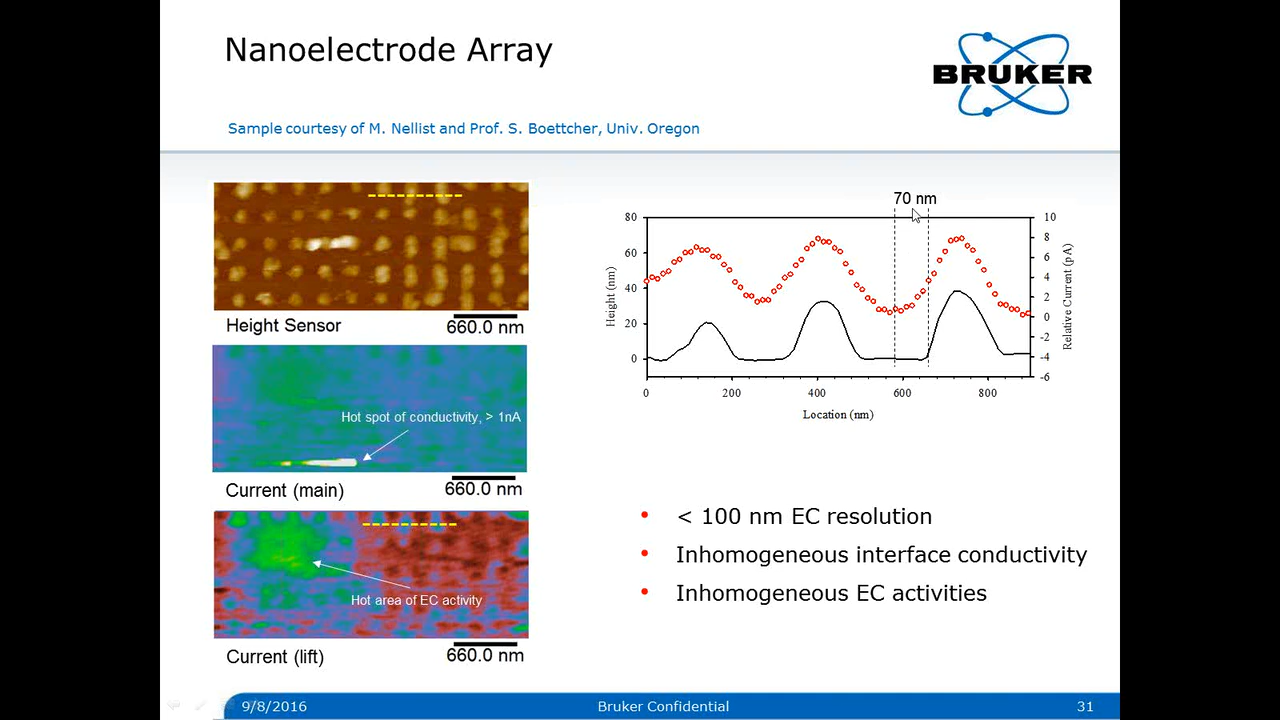 Nanoelectrode Array
BRUKER
Sample courtesy of M. Nellist and Prof. S. Boettcher, Univ. Oregon
Height Sensor
660.0 nm
Hot spot of conductivity, > 1nA
Current (main)
660.0 nm
Hot area of EC activity
Current (lift)
660.0 nm
70 nm
80
60
40
20
0
Height (nm)
10
8
6
4
2
0
-2
-4
-6
Relative Current (pA)
0
200
400
600
800
Location (nm)
• < 100 nm EC resolution
• Inhomogeneous interface conductivity
• Inhomogeneous EC activities
9/8/2016
Bruker Confidential
31